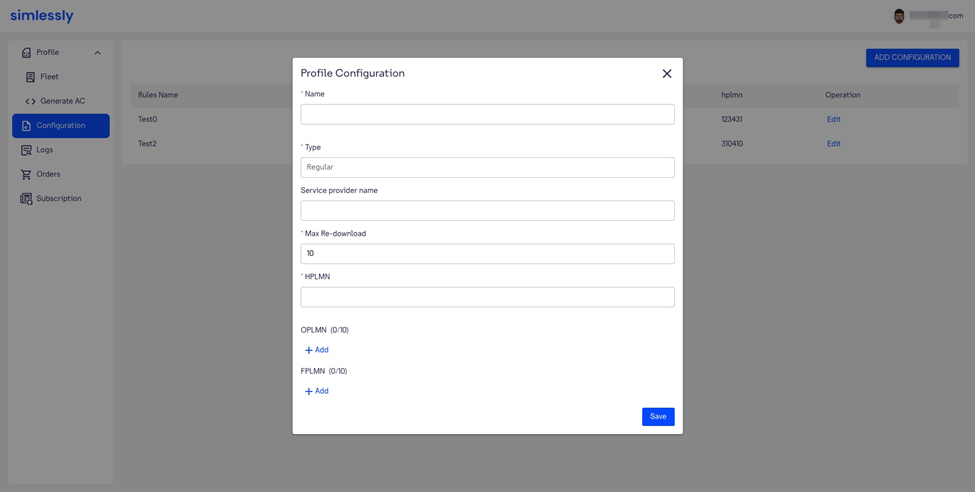 simlessly
com
Profile
Fleet
Generate AC
Configuration
Logs
Orders
Subscription
ADD CONFIGURATION
Rules Name
hplmn
Operation
Test0
123431
Edit
Test2
310410
Edit
Profile Configuration
* Name
* Type
Regular
Service provider name
* Max Re-download
10
* HPLMN
OPLMN (0/10)
+ Add
FPLMN (0/10)
+ Add
Save